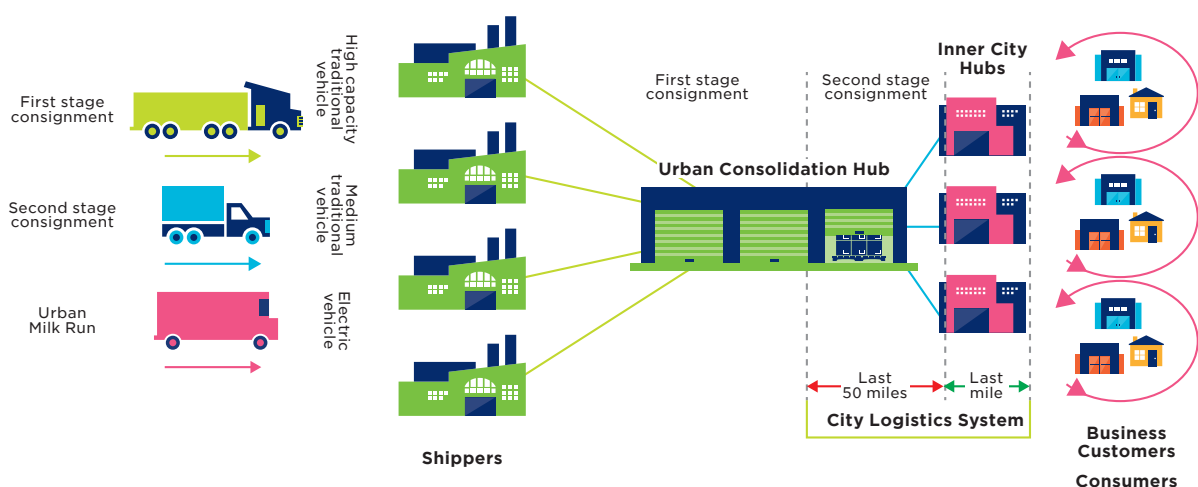 First stage
consignment
High capacity
traditional
vehicle
Second stage
consignment
Medium
traditional
vehicle
Urban
Milk Run
Electric
vehicle
Shippers
First stage
consignment
Second stage
consignment
Urban Consolidation Hub
Inner City
Hubs
Last
50 miles
Last
mile
City Logistics System
Business
Customers
Consumers